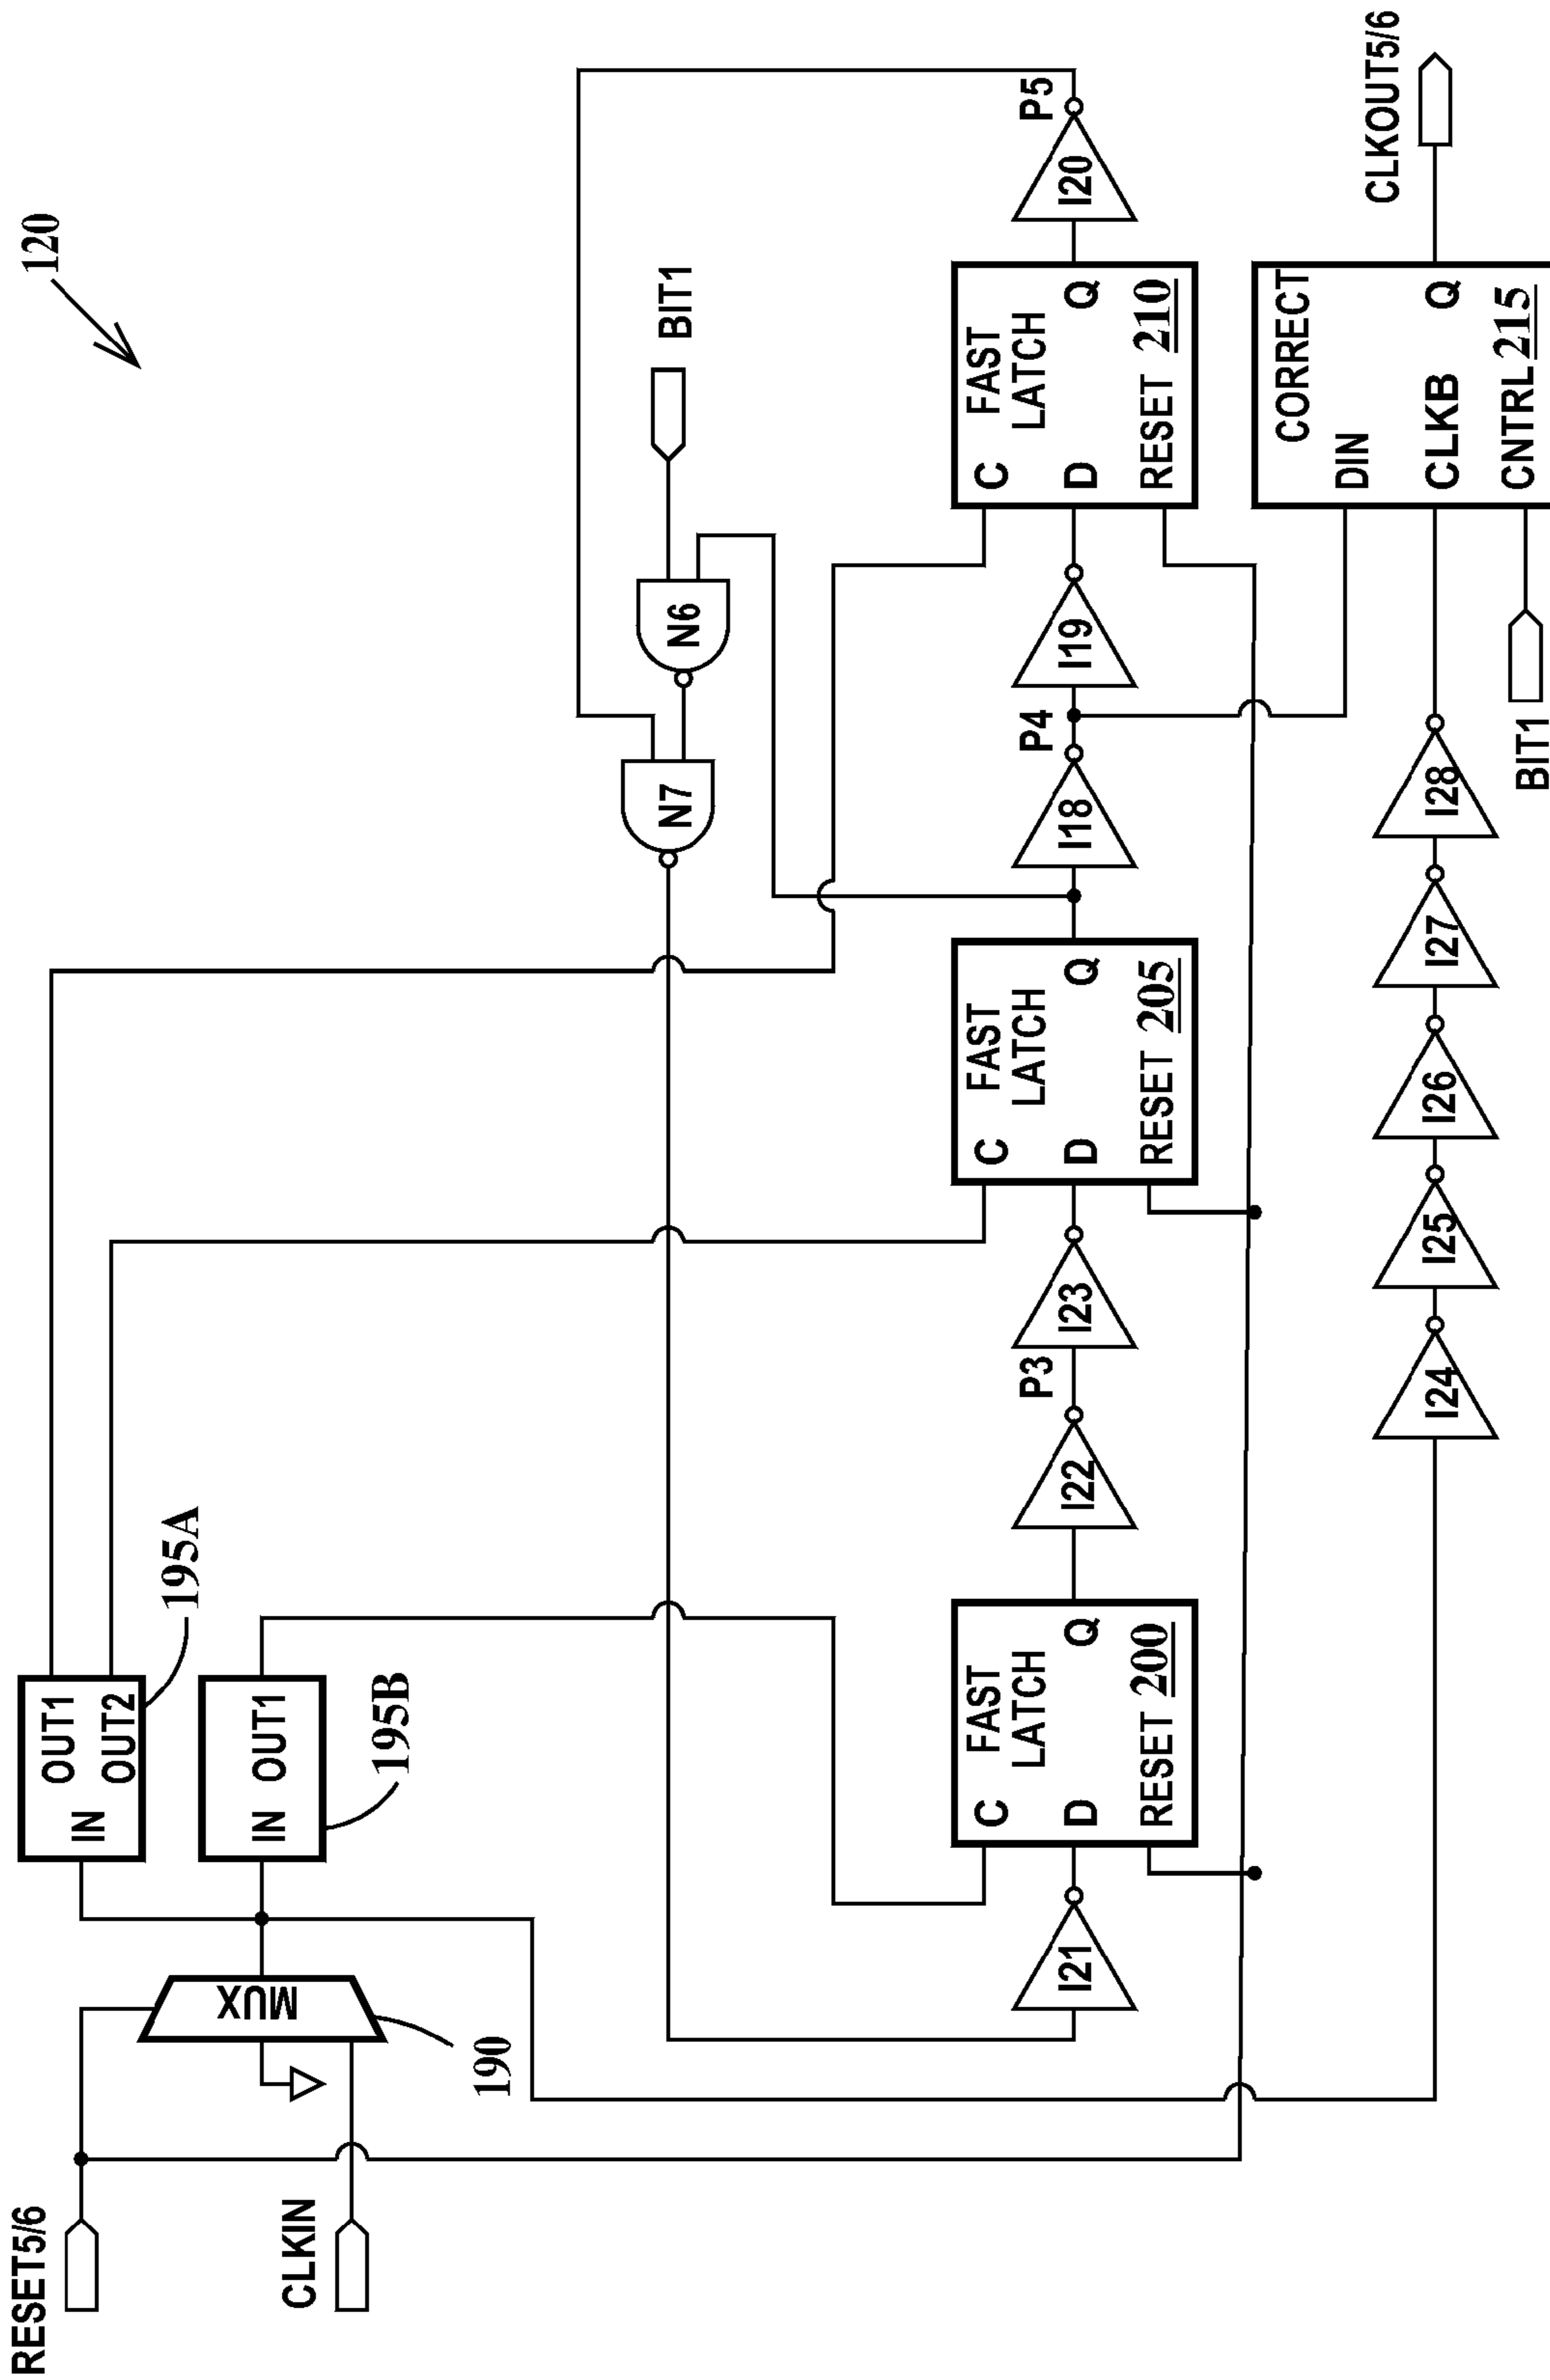 120
RESET5/6
CLKIN
MUX
190
IN
OUT1
OUT2
195A
IN OUT1
195B
BIT1
N6
N7
I21
FAST
LATCH
C
D
Q
RESET 200
I22
P3
I23
FAST
LATCH
C
D
Q
RESET 205
I18
P4
I19
FAST
LATCH
C
D
Q
RESET 210
I20
P5
I24
I25
I26
I27
I28
BIT1
CORRECT
DIN
CLKB
Q
CNTRL 215
CLKOUT5/6